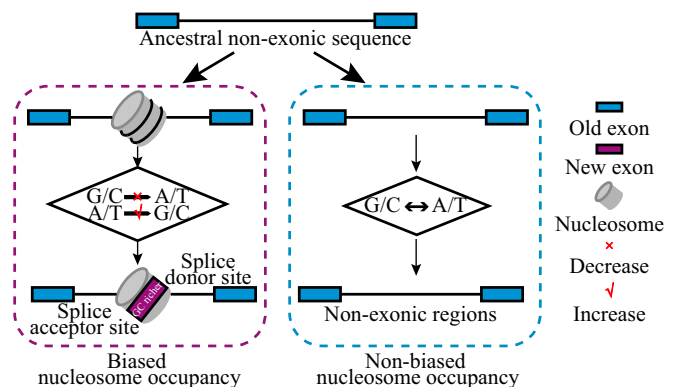 Ancestral non-exonic sequence
G/C A/T
A/T G/C
Splice
donor site
GC richer
Splice
acceptor site
Biased
nucleosome occupancy
G/C ↔ A/T
Non-exonic regions
Non-biased
nucleosome occupancy
Old exon
New exon
Nucleosome
×
Decrease
√
Increase